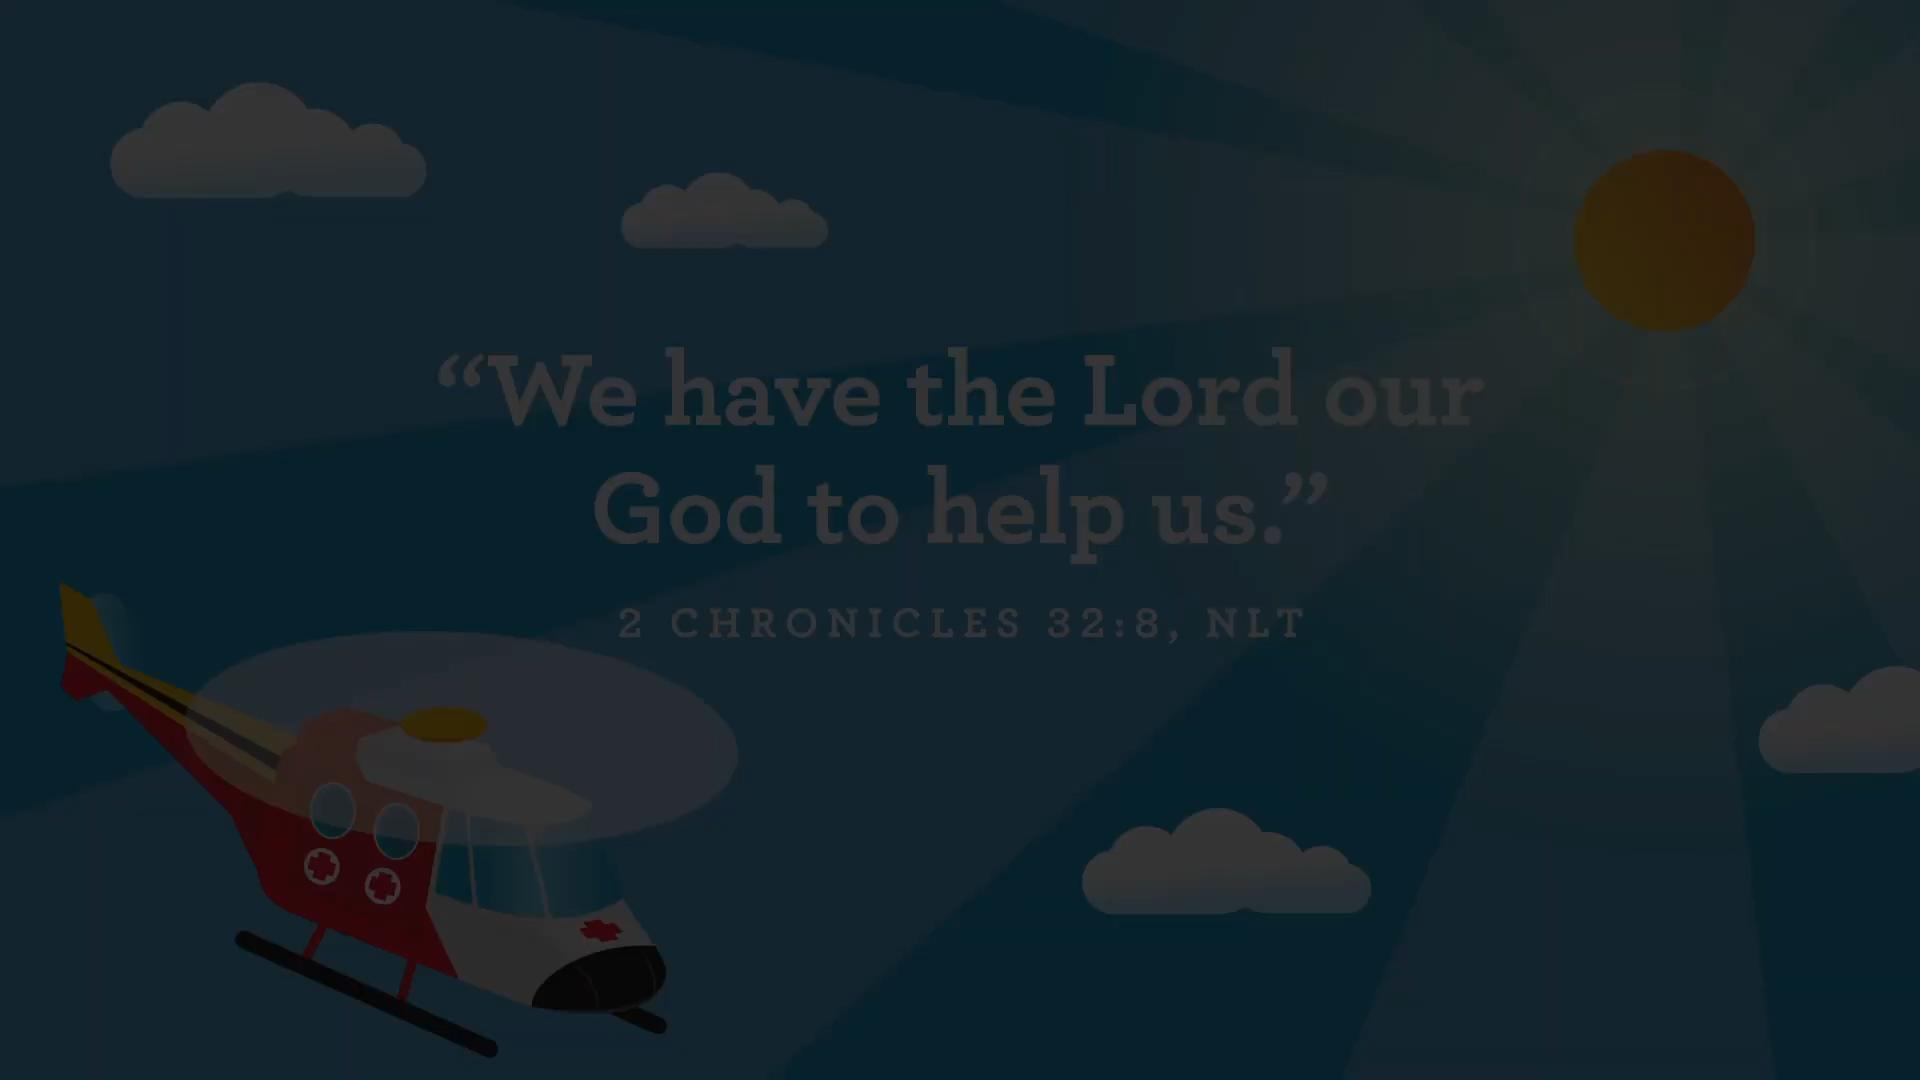 “We have the Lord our
God to help us.”
2 CHRONICLES 32:8, NLT